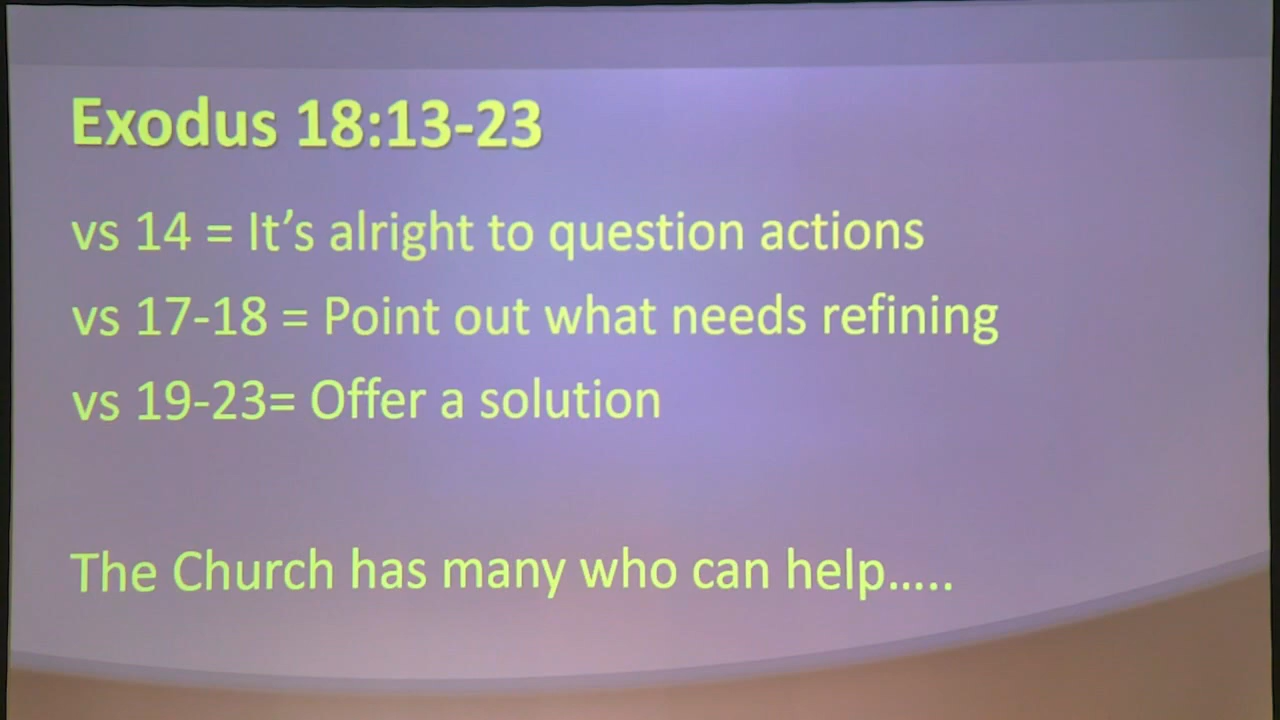 Exodus 18:13-23
vs 14 = It’s alright to question actions
vs 17-18 = Point out what needs refining
vs 19-23= Offer a solution
The Church has many who can help.....